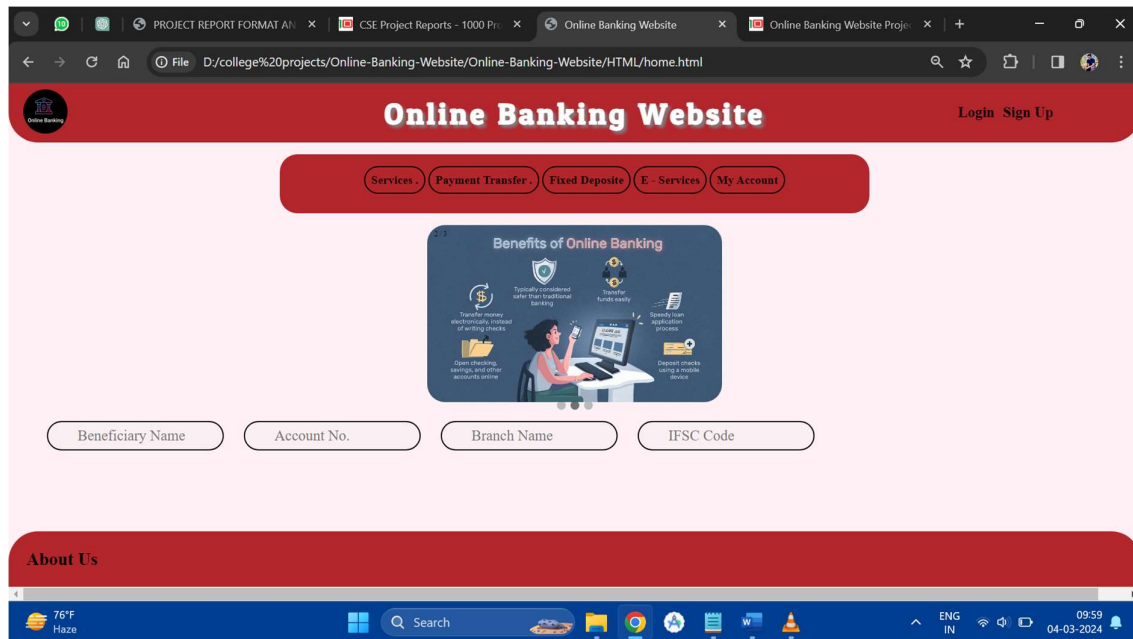 PROJECT REPORT FORMAT AN
CSE Project Reports - 1000 Pro
Online Banking Website
Online Banking Website Projec
File D:/college%20projects/Online-Banking-Website/Online-Banking-Website/HTML/home.html
Online Banking
Online Banking Website
Login Sign Up
Services . Payment Transfer . Fixed Deposite E - Services My Account
2 / 3
Benefits of Online Banking
Typically considered
safer than traditional
banking
Transfer
funds easily
Transfer money
electronically, instead
of writing checks
Speedy loan
application
process
Open checking,
savings, and other
accounts online
Deposit checks
using a mobile
device
Beneficiary Name Account No. Branch Name IFSC Code
About Us
76°F
Haze
Search
ENG
IN
09:59
04-03-2024